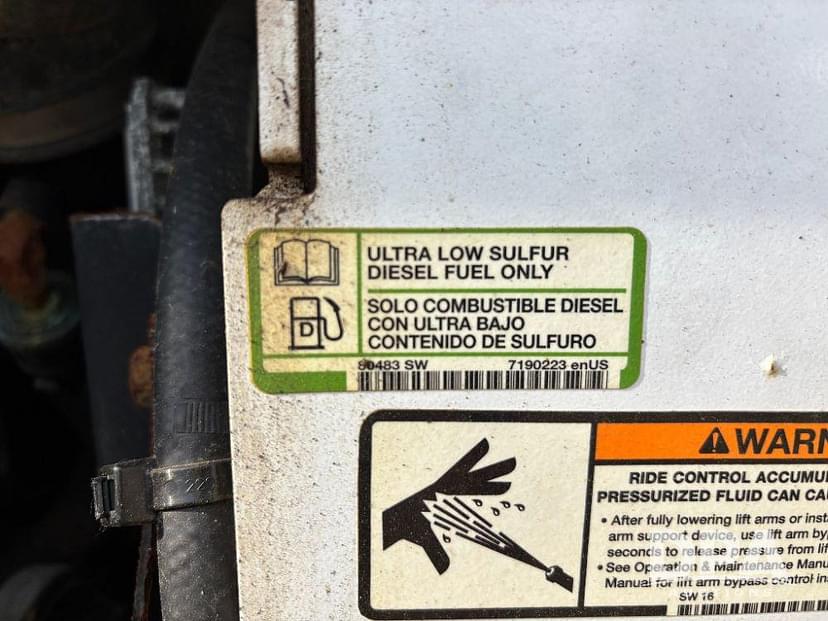 ULTRA LOW SULFUR
DIESEL FUEL ONLY
D
SOLO COMBUSTIBLE DIESEL
CON ULTRA BAJO
CONTENIDO DE SULFURO
80483 SW 7190223 enUS
WARN
RIDE CONTROL ACCUMU
PRESSURIZED FLUID CAN CA
• After fully lowering lift arms or inst
arm support device, use lift arm by
seconds to release pressure from lif
• See Operation & Maintenance Manu
Manual for lift arm bypass control in
SW 16
222